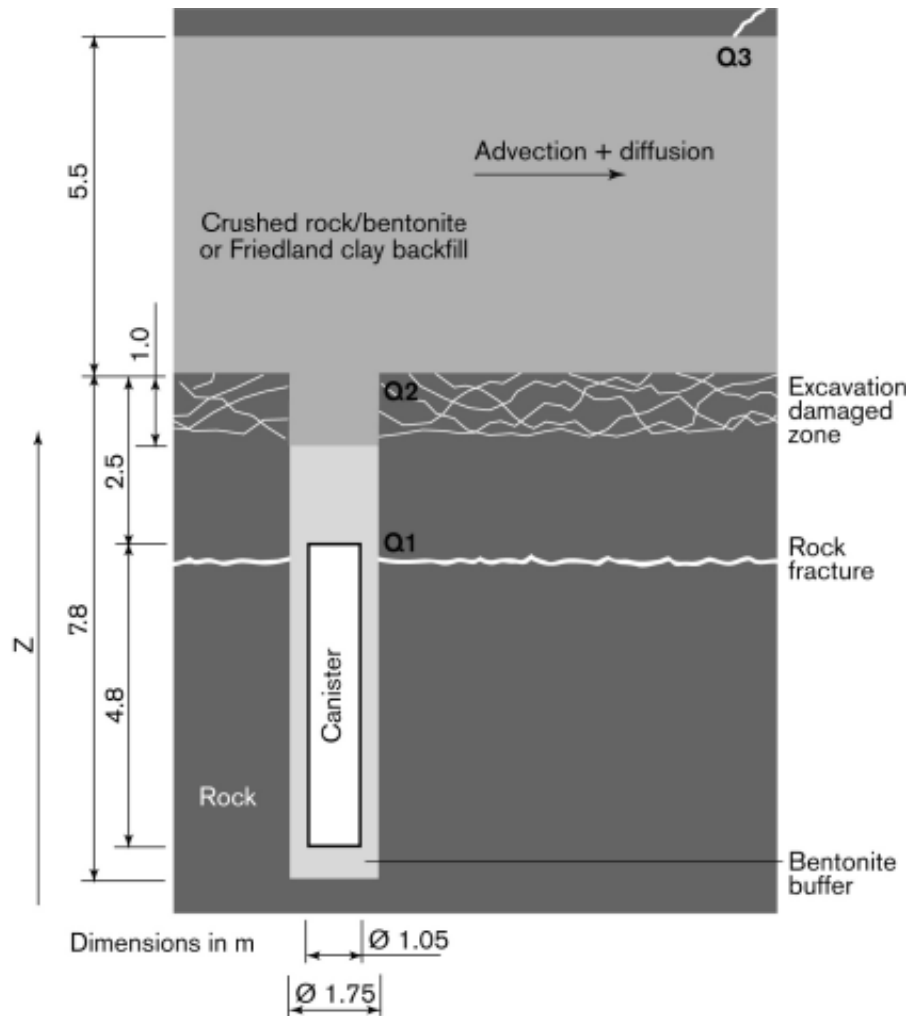 Q3
Advection + diffusion
5.5
Crushed rock/bentonite
or Friedland clay backfill
1.0
Q2
Excavation
damaged
zone
2.5
Q1
Rock
fracture
7.8
Z
4.8
Canister
Rock
Bentonite
buffer
Dimensions in m
Ø 1.05
Ø 1.75